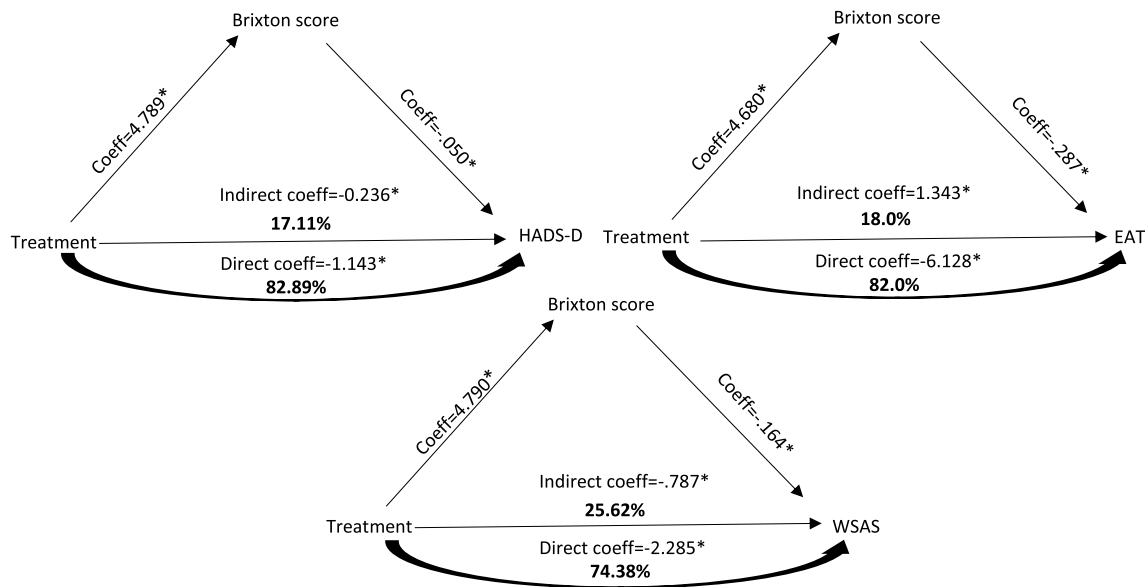 Brixton score
Coeff=4.789*
Coeff=-.050*
Indirect coeff=-0.236*
17.11%
Treatment
HADS-D
Direct coeff=-1.143*
82.89%
Brixton score
Coeff=4.680*
Coeff=-.287*
Indirect coeff=1.343*
18.0%
Treatment
EAT
Direct coeff=-6.128*
82.0%
Brixton score
Coeff=4.790*
Coeff=-.164*
Indirect coeff=-.787*
25.62%
Treatment
WSAS
Direct coeff=-2.285*
74.38%